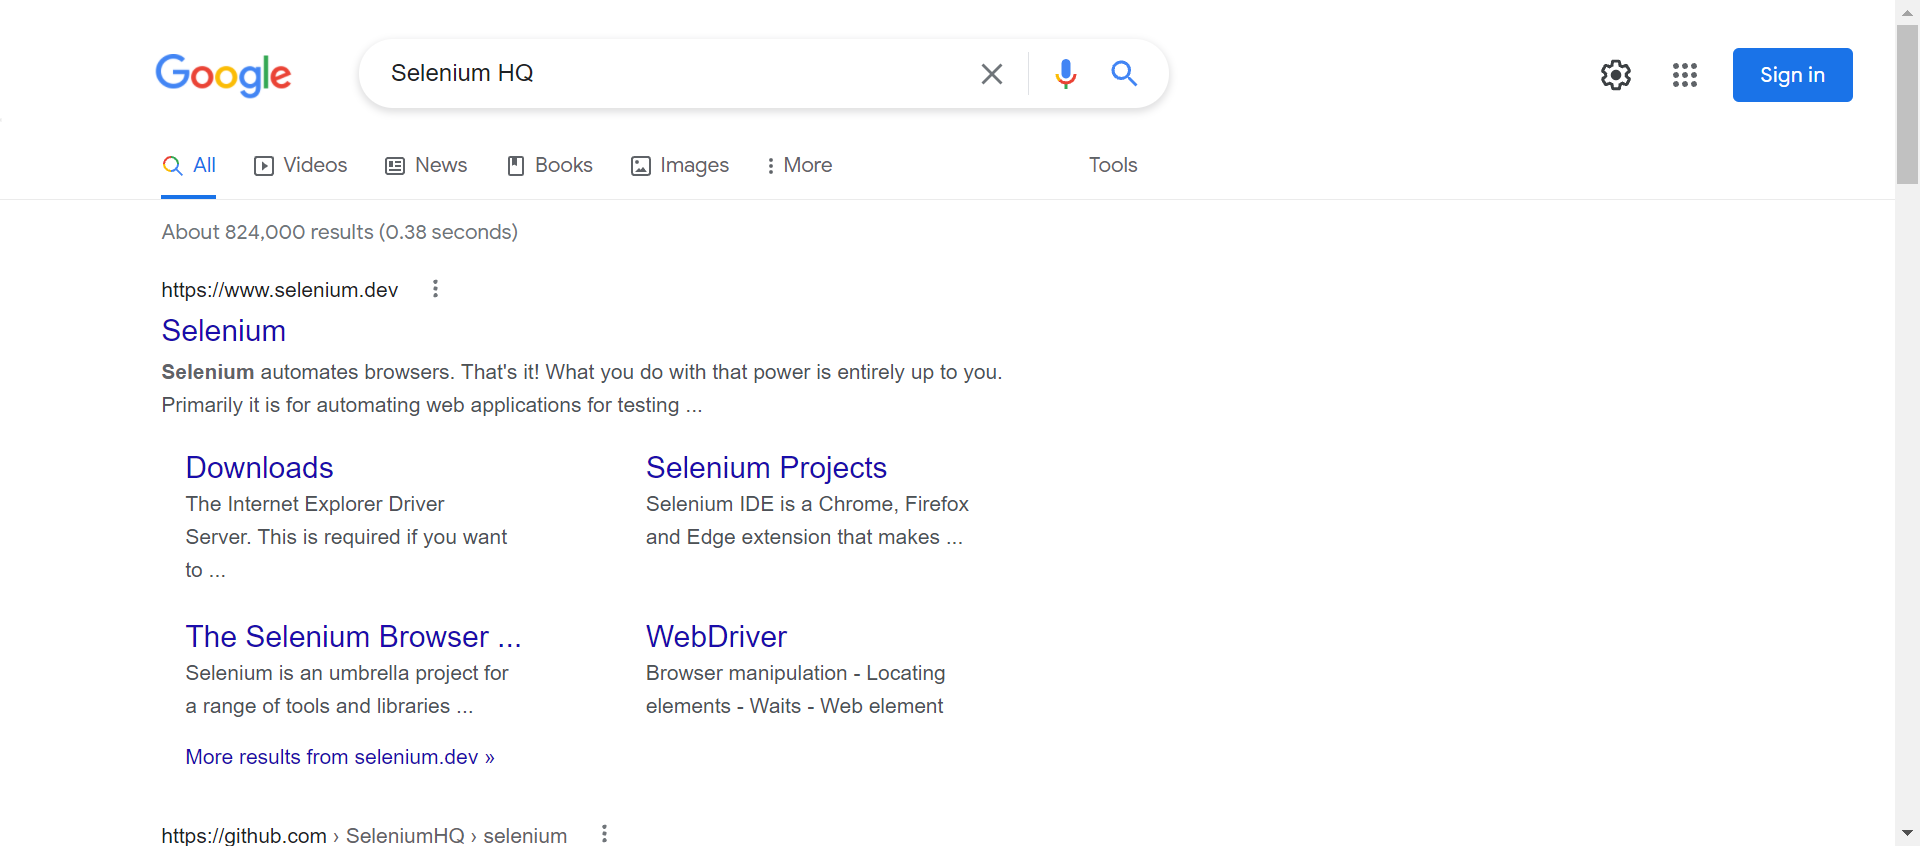 Google
Selenium HQ
Sign in
All Videos News Books Images More Tools
About 824,000 results (0.38 seconds)
https://www.selenium.dev
Selenium
Selenium automates browsers. That's it! What you do with that power is entirely up to you.
Primarily it is for automating web applications for testing ...
Downloads
The Internet Explorer Driver
Server. This is required if you want
to ...
Selenium Projects
Selenium IDE is a Chrome, Firefox
and Edge extension that makes ...
The Selenium Browser ...
Selenium is an umbrella project for
a range of tools and libraries ...
WebDriver
Browser manipulation - Locating
elements - Waits - Web element
More results from selenium.dev »
https://github.com › SeleniumHQ › selenium